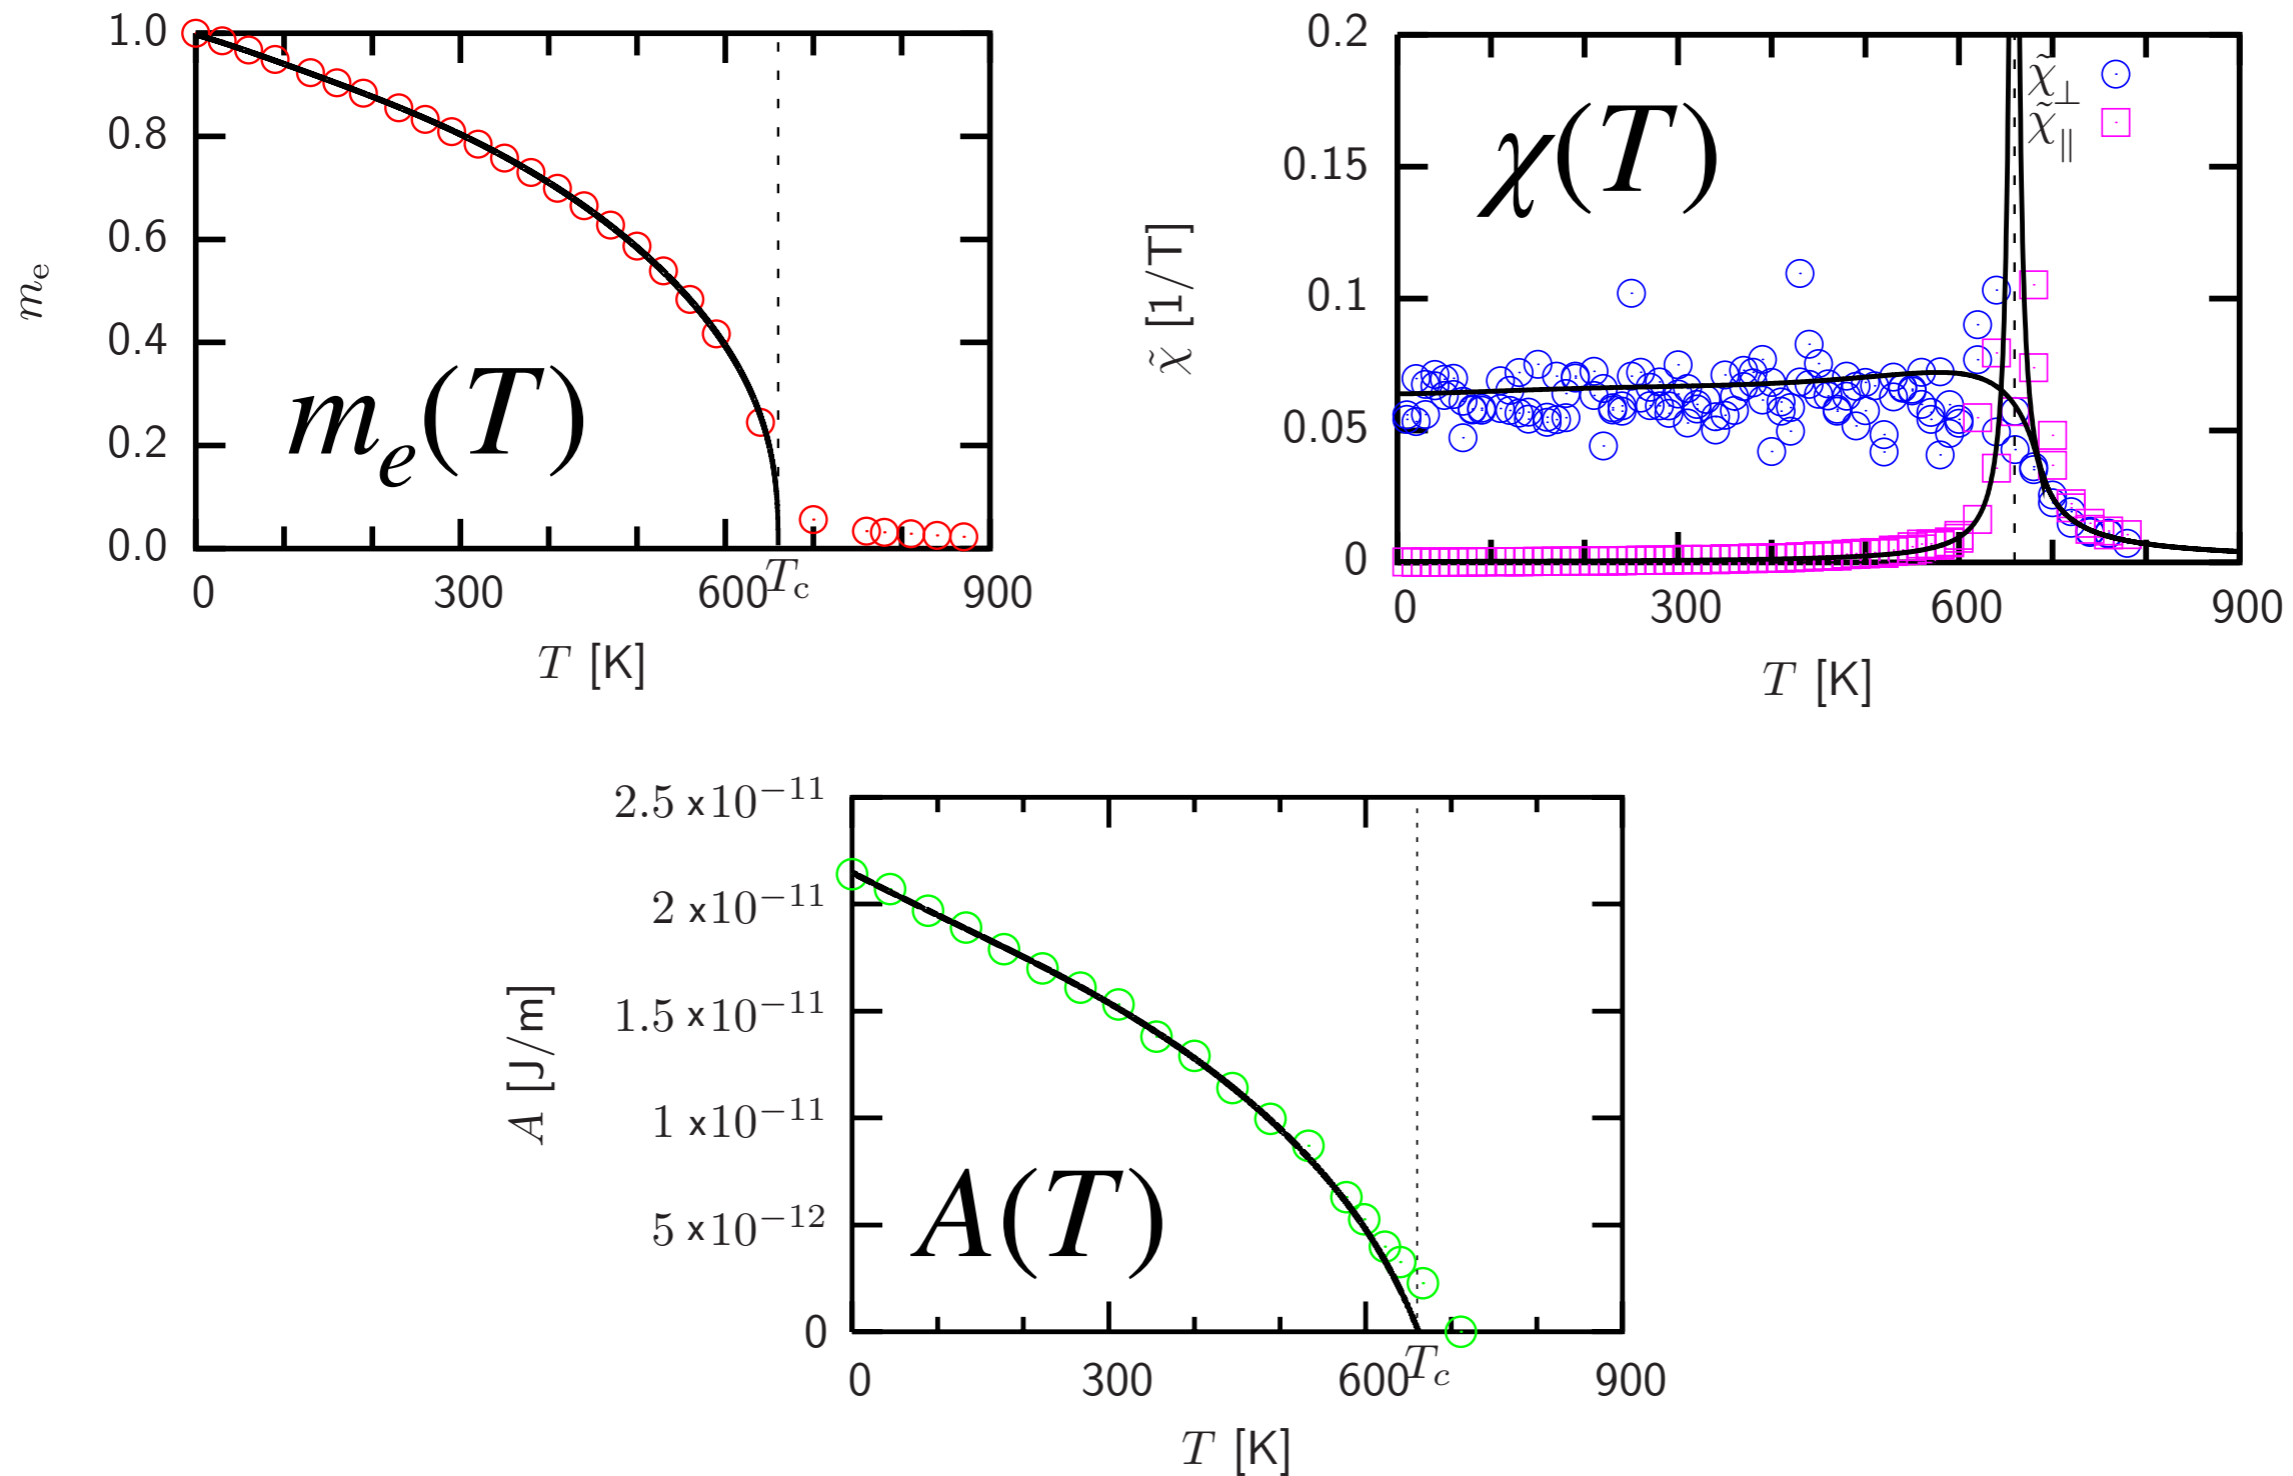 1.0
0.8
0.6
0.4
0.2
0.0
mₑ
mₑ(T)
0 300 600 T_c 900
T [K]
0.2
0.15
0.1
0.05
0
χ̃ [1/T]
χ(T)
χ̃⊥
χ̃∥
0 300 600 900
T [K]
2.5 x10⁻¹¹
2 x10⁻¹¹
1.5 x10⁻¹¹
1 x10⁻¹¹
5 x10⁻¹²
0
A [J/m]
A(T)
0 300 600 T_c 900
T [K]